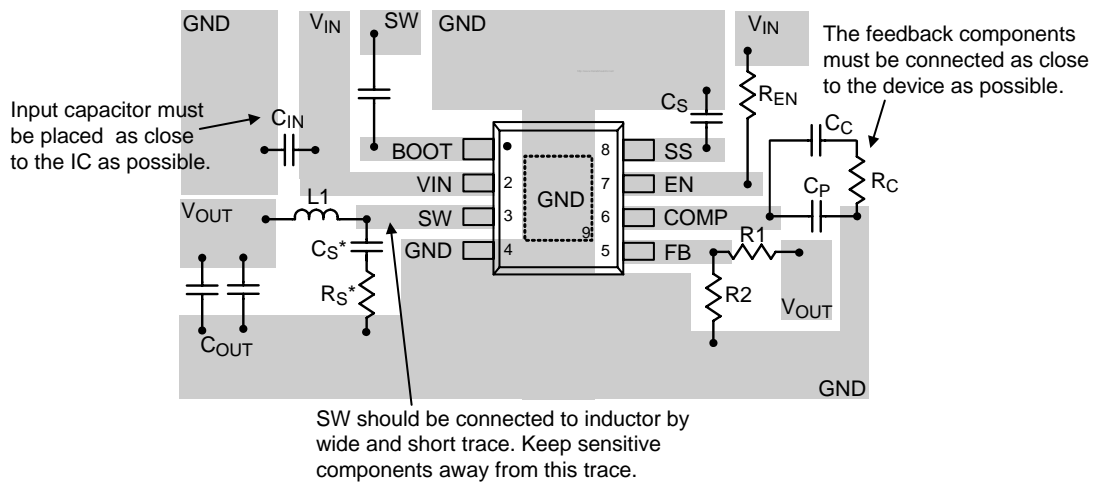 GND
VIN
SW
GND
VIN
The feedback components
must be connected as close
to the device as possible.
Input capacitor must
be placed as close
to the IC as possible.
CIN
CS
REN
CC
RC
CP
BOOT
8
SS
VIN
2
GND
7
EN
SW
3
6
COMP
GND
4
9
5
FB
VOUT
L1
CS*
RS*
COUT
R1
R2
VOUT
GND
SW should be connected to inductor by
wide and short trace. Keep sensitive
components away from this trace.